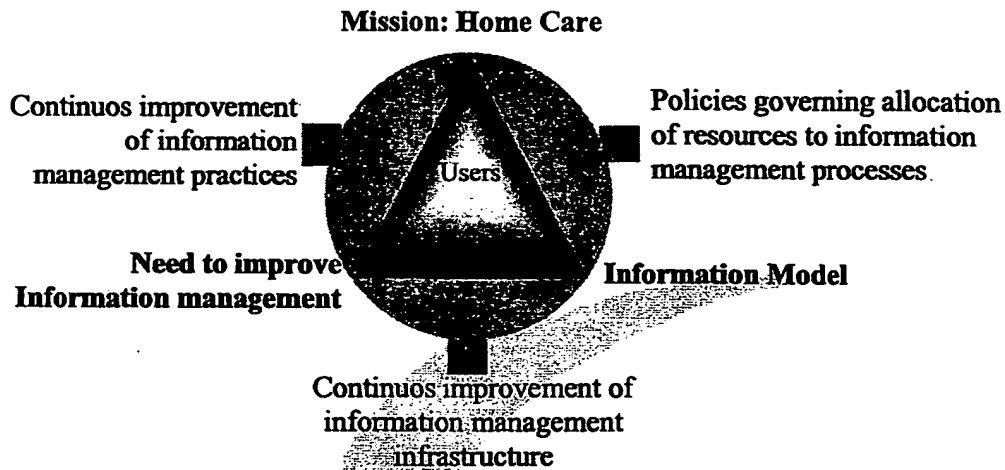 Mission: Home Care
Continuos improvement
of information
management practices
Policies governing allocation
of resources to information
management processes.
Users
Need to improve
Information management
Information Model
Continuos improvement of
information management
infrastructure